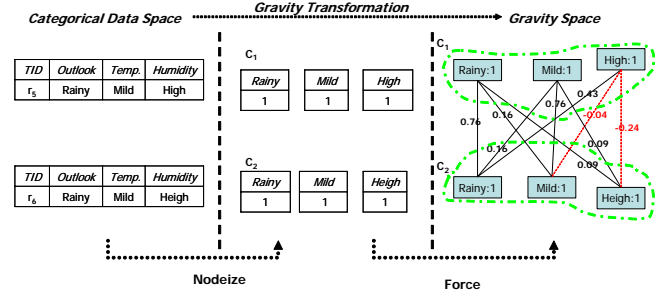 Categorical Data Space
Gravity Transformation
Gravity Space
C1
TID Outlook Temp. Humidity
r5 Rainy Mild High
Rainy Mild High
1 1 1
C1
Rainy:1 Mild:1 High:1
0.43
0.76
0.16
-0.04
0.76
-0.24
0.16
0.09
0.09
TID Outlook Temp. Humidity
r6 Rainy Mild Heigh
C2
Rainy Mild Heigh
1 1 1
C2
Rainy:1 Mild:1 Heigh:1
Nodeize
Force